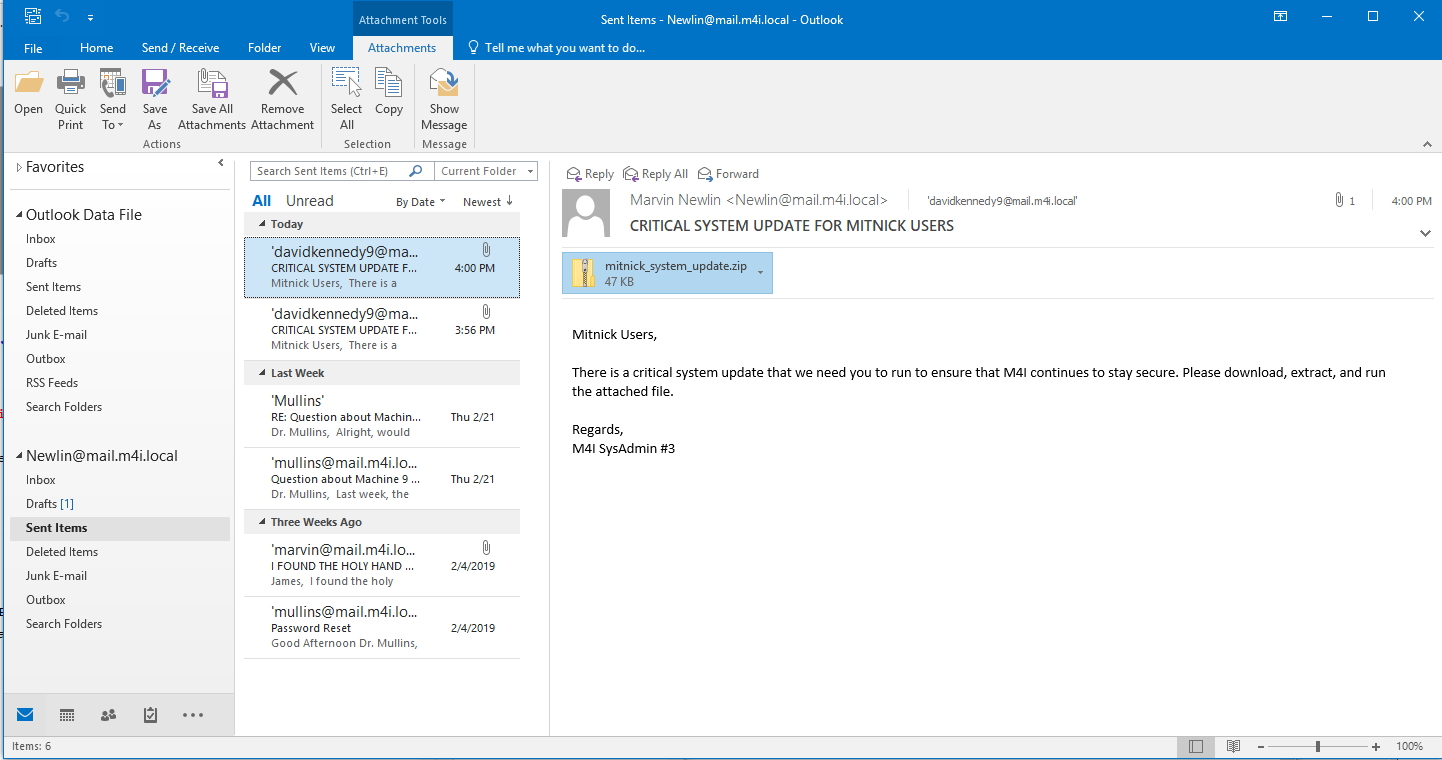 Attachment Tools
Sent Items - Newlin@mail.m4i.local - Outlook
File Home Send / Receive Folder View Attachments Tell me what you want to do...
Open
Quick Print
Send To
Save As
Save All Attachments
Remove Attachment
Select All
Copy
Show Message
Actions Selection Message
Favorites
Outlook Data File
Inbox
Drafts
Sent Items
Deleted Items
Junk E-mail
Outbox
RSS Feeds
Search Folders
Newlin@mail.m4i.local
Inbox
Drafts [1]
Sent Items
Deleted Items
Junk E-mail
Outbox
Search Folders
Search Sent Items (Ctrl+E) Current Folder
All Unread By Date Newest
Today
'davidkennedy9@ma...
CRITICAL SYSTEM UPDATE F... 4:00 PM
Mitnick Users, There is a
'davidkennedy9@ma...
CRITICAL SYSTEM UPDATE F... 3:56 PM
Mitnick Users, There is a
Last Week
'Mullins'
RE: Question about Machin... Thu 2/21
Dr. Mullins, Alright, would
'mullins@mail.m4i.lo...
Question about Machine 9 ... Thu 2/21
Dr. Mullins, Last week, the
Three Weeks Ago
'marvin@mail.m4i.lo...
I FOUND THE HOLY HAND ... 2/4/2019
James, I found the holy
'mullins@mail.m4i.lo...
Password Reset 2/4/2019
Good Afternoon Dr. Mullins,
Reply Reply All Forward
Marvin Newlin <Newlin@mail.m4i.local> 'davidkennedy9@mail.m4i.local' 1 4:00 PM
CRITICAL SYSTEM UPDATE FOR MITNICK USERS
mitnick_system_update.zip
47 KB
Mitnick Users,
There is a critical system update that we need you to run to ensure that M4I continues to stay secure. Please download, extract, and run
the attached file.
Regards,
M4I SysAdmin #3
Items: 6 100%